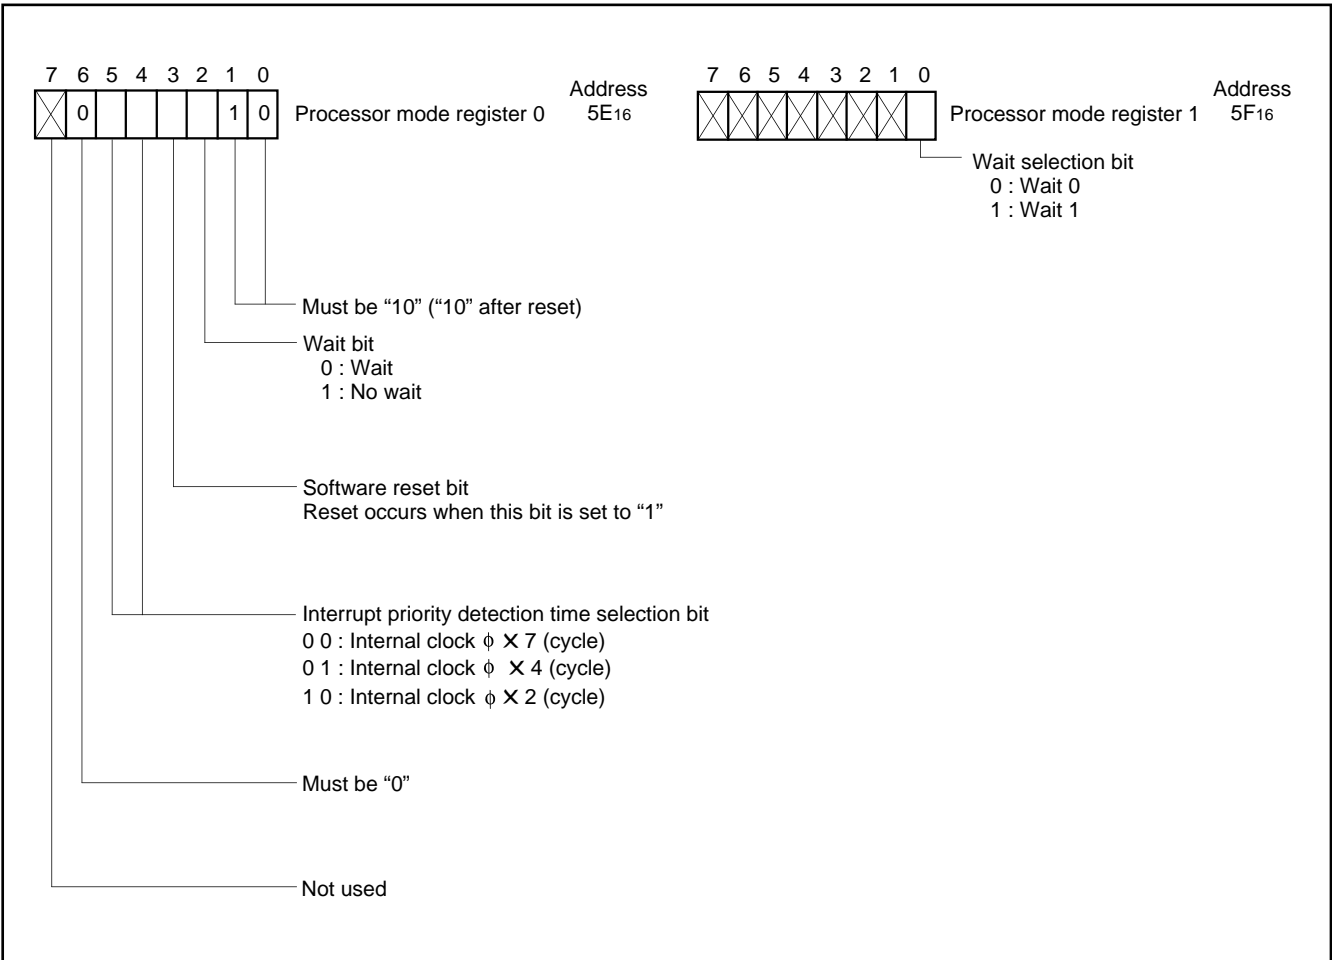 7 6 5 4 3 2 1 0
0 1 0
Processor mode register 0
Address
5E16
Must be “10” (“10” after reset)
Wait bit
0 : Wait
1 : No wait
Software reset bit
Reset occurs when this bit is set to “1”
Interrupt priority detection time selection bit
0 0 : Internal clock ϕ × 7 (cycle)
0 1 : Internal clock ϕ × 4 (cycle)
1 0 : Internal clock ϕ × 2 (cycle)
Must be “0”
Not used
7 6 5 4 3 2 1 0
Processor mode register 1
Address
5F16
Wait selection bit
0 : Wait 0
1 : Wait 1